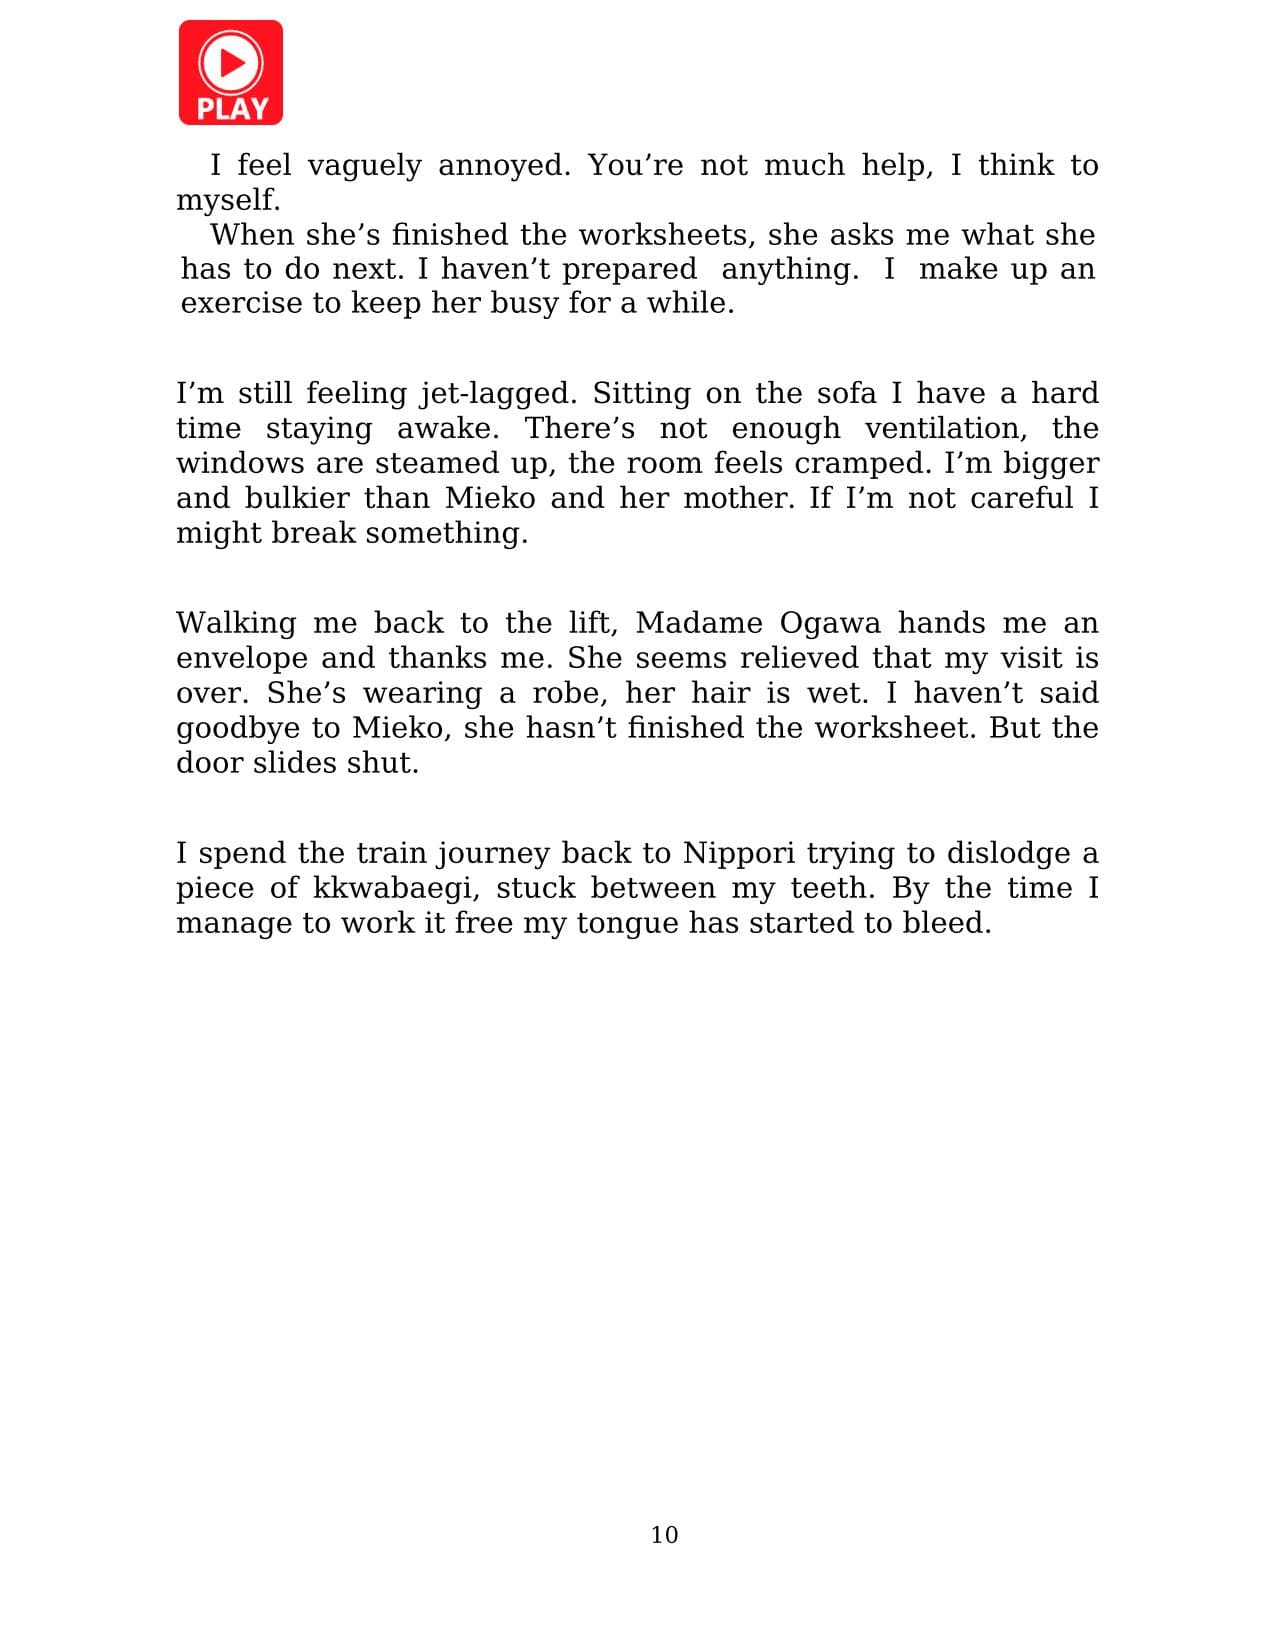 PLAY
I feel vaguely annoyed. You’re not much help, I think to
myself.
When she’s finished the worksheets, she asks me what she
has to do next. I haven’t prepared anything. I make up an
exercise to keep her busy for a while.
I’m still feeling jet-lagged. Sitting on the sofa I have a hard
time staying awake. There’s not enough ventilation, the
windows are steamed up, the room feels cramped. I’m bigger
and bulkier than Mieko and her mother. If I’m not careful I
might break something.
Walking me back to the lift, Madame Ogawa hands me an
envelope and thanks me. She seems relieved that my visit is
over. She’s wearing a robe, her hair is wet. I haven’t said
goodbye to Mieko, she hasn’t finished the worksheet. But the
door slides shut.
I spend the train journey back to Nippori trying to dislodge a
piece of kkwabaegi, stuck between my teeth. By the time I
manage to work it free my tongue has started to bleed.
10